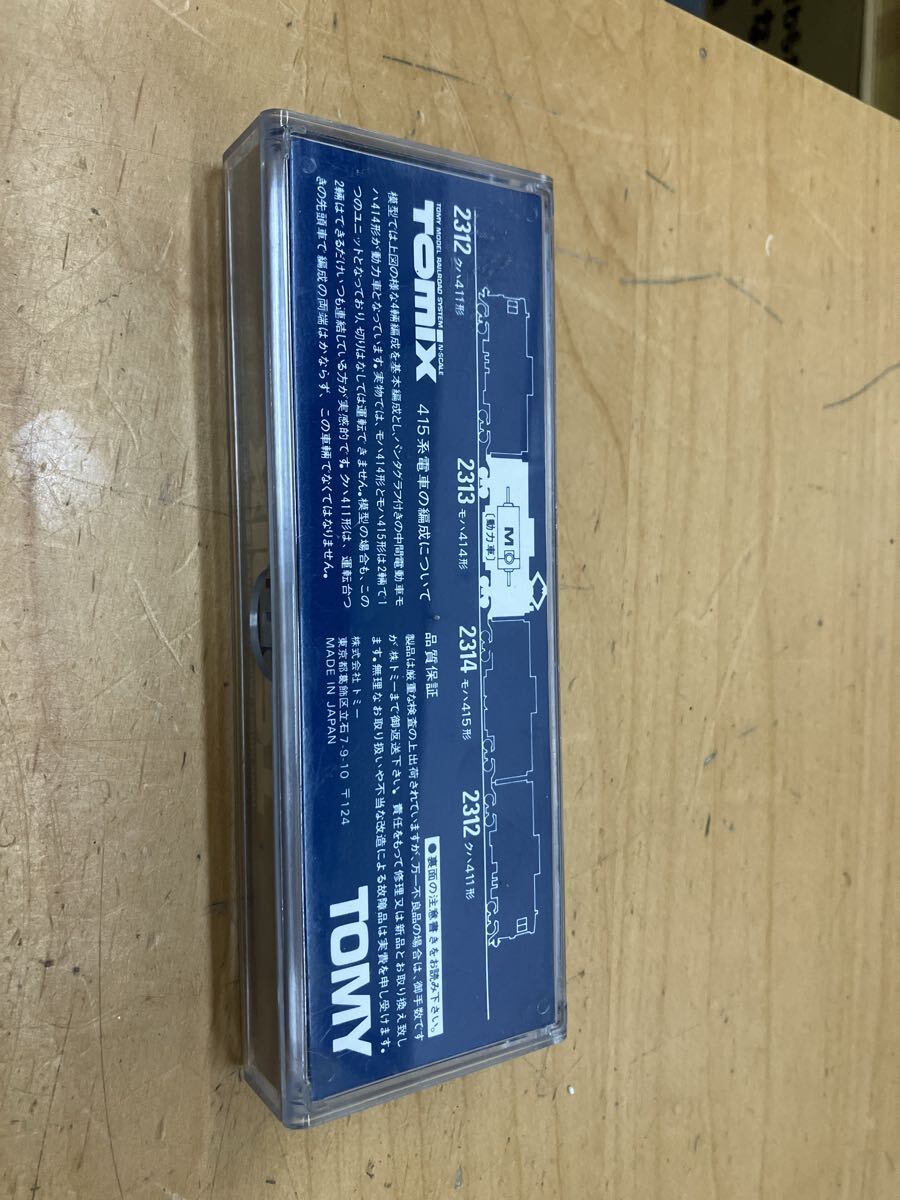 2312 クハ411形
2313 モハ414形
2314 モハ415形
2312 クハ411形
M
[動力車]
TOMY MODEL RAILROAD SYSTEM N-SCALE
TOMIX
415系電車の編成について
模型では上図の様な4輛編成を基本編成とし、パンタグラフ付きの中間電動車モ
ハ414形が動力車となっています。実物では、モハ414形とモハ415形は2輛で1
つのユニットとなっており、切りはなしては運転できません。模型の場合も、この
2輛はできるだけいつも連結している方が実感的です。クハ411形は、運転台つ
きの先頭車で編成の両端はかならず、この車輛でなくてはなりません。
●裏面の注意書きをお読み下さい。
品質保証
製品は厳重な検査の上出荷されていますが、万一不良品の場合は、御手数です
が㈱トミーまで御返送下さい。責任をもって修理又は新品とお取り換え致し
ます。無理なお取り扱いや不当な改造による故障品は実費を申し受けます。
株式会社トミー
東京都葛飾区立石7-9-10 〒124
MADE IN JAPAN
TOMY